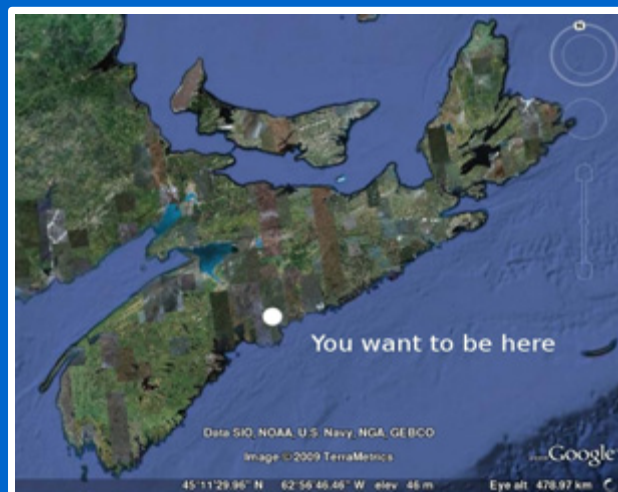 N
You want to be here
Data SIO, NOAA, U.S. Navy, NGA, GEBCO
Image © 2009 TerraMetrics
Google
45°11'29.96" N 62°56'46.46" W elev 46 m Eye alt 478.97 km